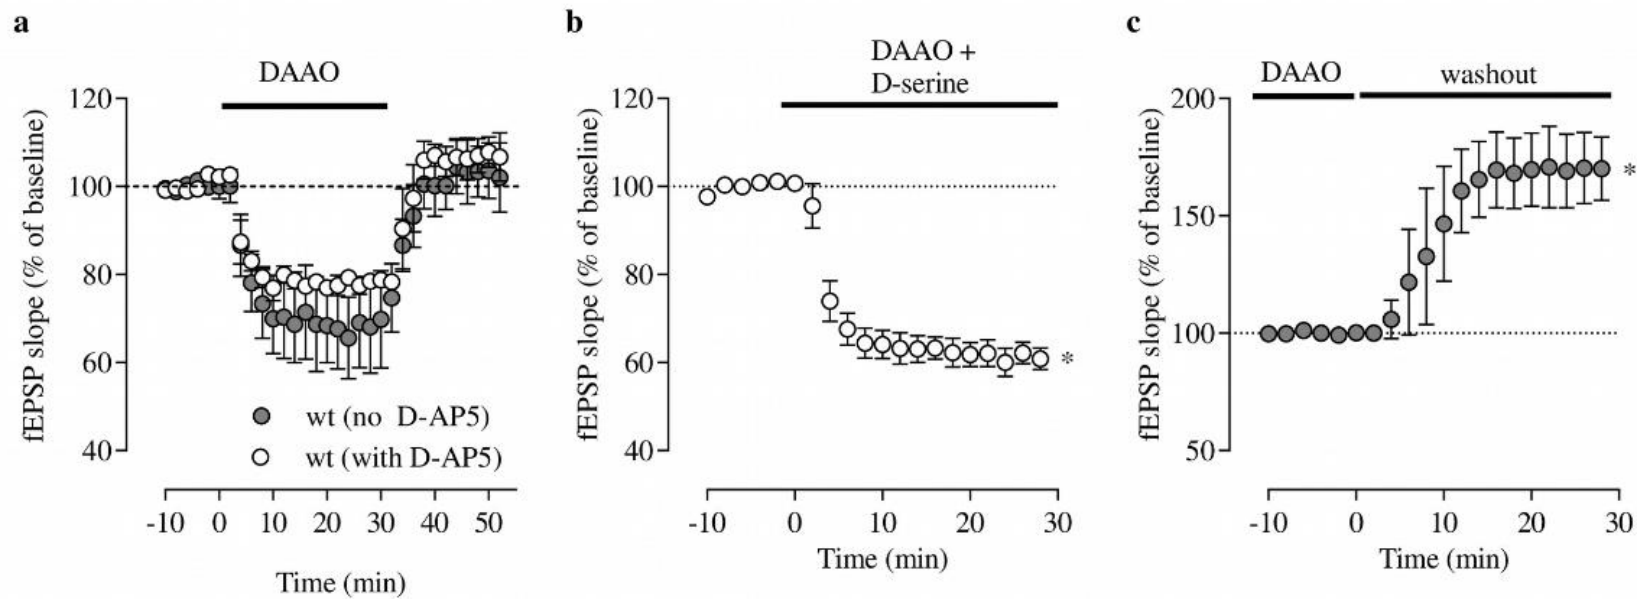 a
DAAO
120
100
80
60
40
fEPSP slope (% of baseline)
wt (no D-AP5)
wt (with D-AP5)
-10 0 10 20 30 40 50
Time (min)
b
DAAO +
D-serine
120
100
80
60
40
fEPSP slope (% of baseline)
*
-10 0 10 20 30
Time (min)
c
DAAO washout
200
150
100
50
fEPSP slope (% of baseline)
*
-10 0 10 20 30
Time (min)